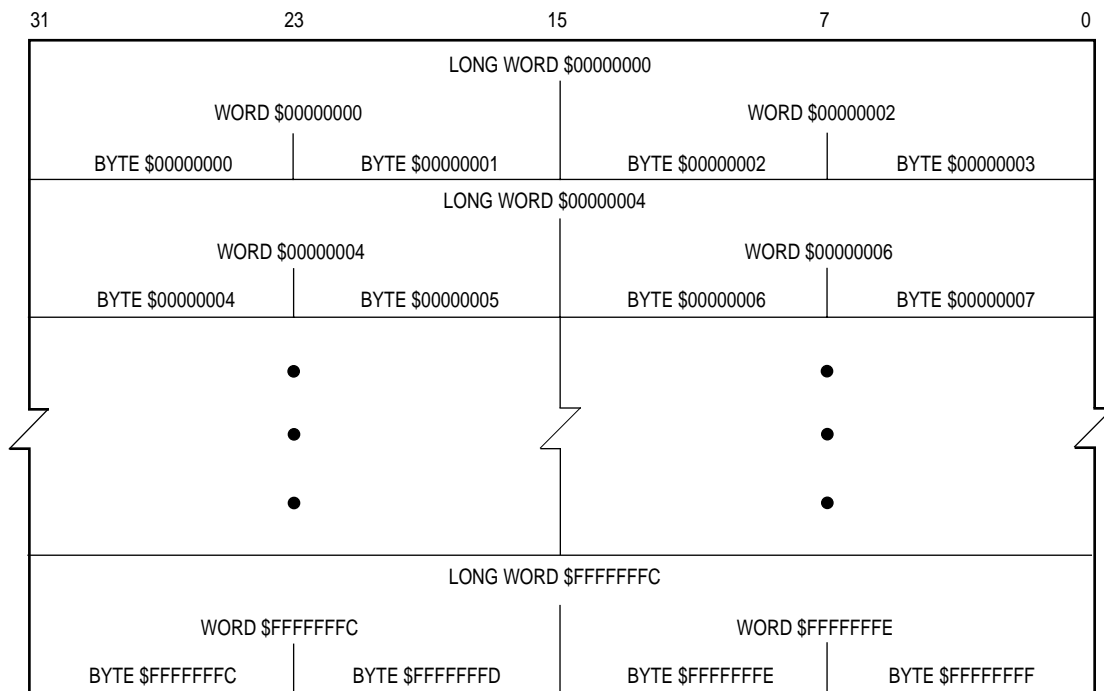 31 23 15 7 0
LONG WORD $00000000
WORD $00000000 WORD $00000002
BYTE $00000000 BYTE $00000001 BYTE $00000002 BYTE $00000003
LONG WORD $00000004
WORD $00000004 WORD $00000006
BYTE $00000004 BYTE $00000005 BYTE $00000006 BYTE $00000007
LONG WORD $FFFFFFFC
WORD $FFFFFFFC WORD $FFFFFFFE
BYTE $FFFFFFFC BYTE $FFFFFFFD BYTE $FFFFFFFE BYTE $FFFFFFFF